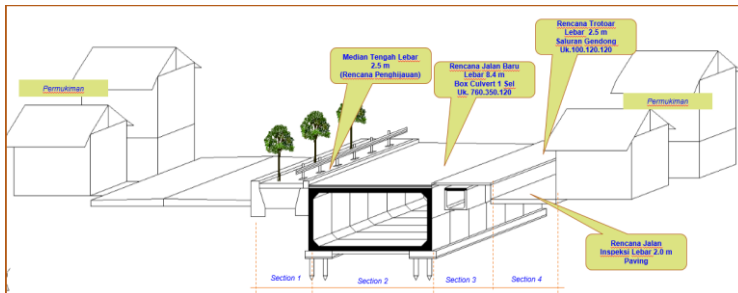 Rencana Trotoar
Lebar 2.5 m
Saluran Gendong
Uk.100.120.120
Median Tengah Lebar
2.5 m
(Rencana Penghijauan)
Rencana Jalan Baru
Lebar 8.4 m
Box Culvert 1 Sel
Uk. 760.350.120
Permukiman
Permukiman
Rencana Jalan
Inspeksi Lebar 2.0 m
Paving
Section 1
Section 2
Section 3
Section 4